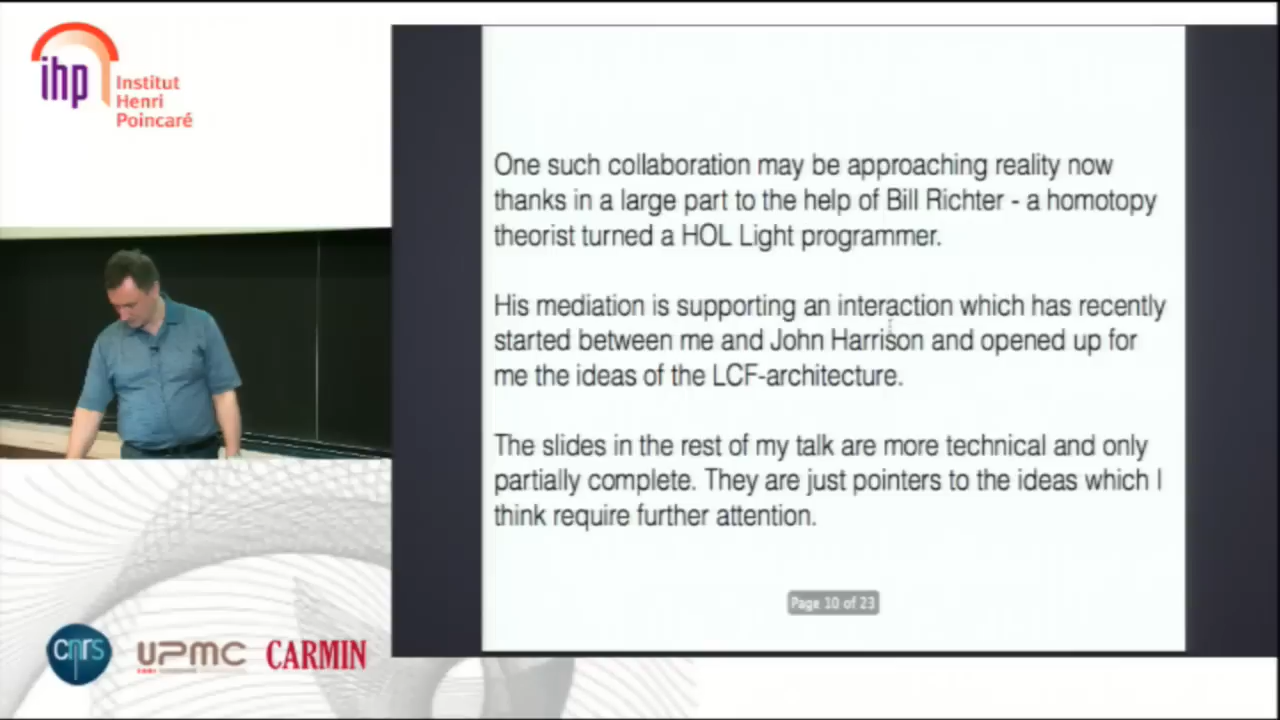 ihp
Institut
Henri
Poincaré
One such collaboration may be approaching reality now
thanks in a large part to the help of Bill Richter - a homotopy
theorist turned a HOL Light programmer.
His mediation is supporting an interaction which has recently
started between me and John Harrison and opened up for
me the ideas of the LCF-architecture.
The slides in the rest of my talk are more technical and only
partially complete. They are just pointers to the ideas which I
think require further attention.
Page 10 of 23
cnrs
UPMC
CARMIN